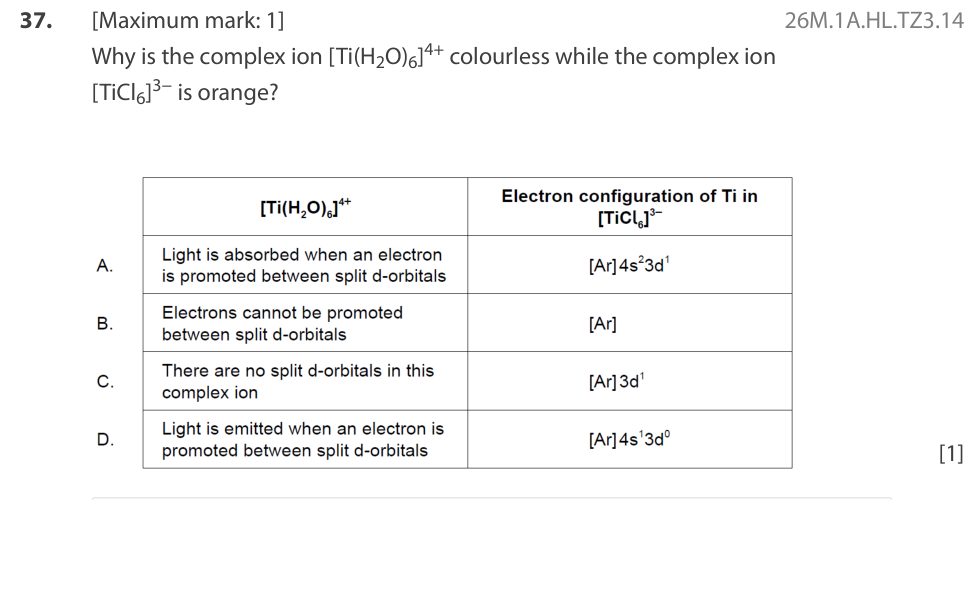 37. [Maximum mark: 1] 26M.1A.HL.TZ3.14
Why is the complex ion [Ti(H₂O)₆]⁴⁺ colourless while the complex ion
[TiCl₆]³⁻ is orange?
[Ti(H₂O)₆]⁴⁺ Electron configuration of Ti in
[TiCl₆]³⁻
A. Light is absorbed when an electron
is promoted between split d-orbitals [Ar]4s²3d¹
B. Electrons cannot be promoted
between split d-orbitals [Ar]
C. There are no split d-orbitals in this
complex ion [Ar]3d¹
D. Light is emitted when an electron is
promoted between split d-orbitals [Ar]4s¹3d⁰
[1]